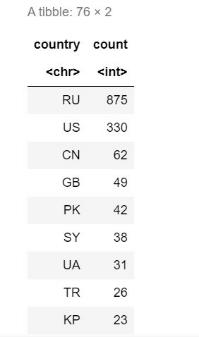 A tibble: 76 × 2
country count
<chr> <int>
RU 875
US 330
CN 62
GB 49
PK 42
SY 38
UA 31
TR 26
KP 23